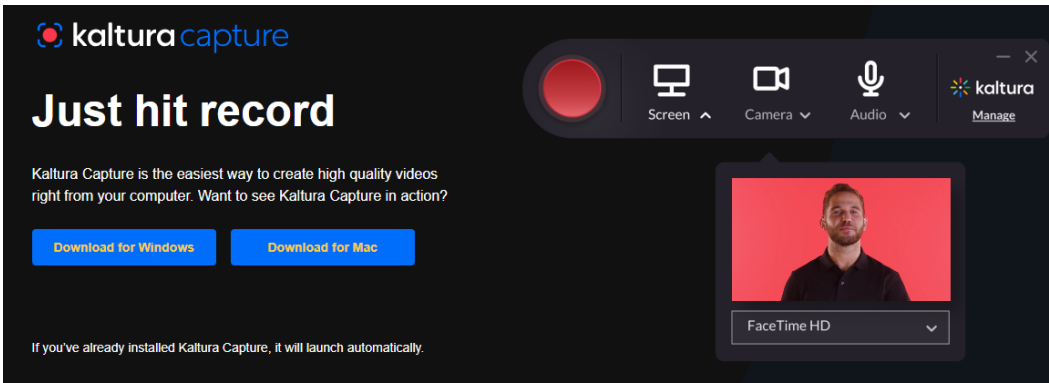 kaltura capture
Just hit record
Kaltura Capture is the easiest way to create high quality videos
right from your computer. Want to see Kaltura Capture in action?
Download for Windows
Download for Mac
If you've already installed Kaltura Capture, it will launch automatically.
Screen
Camera
Audio
kaltura
Manage
FaceTime HD